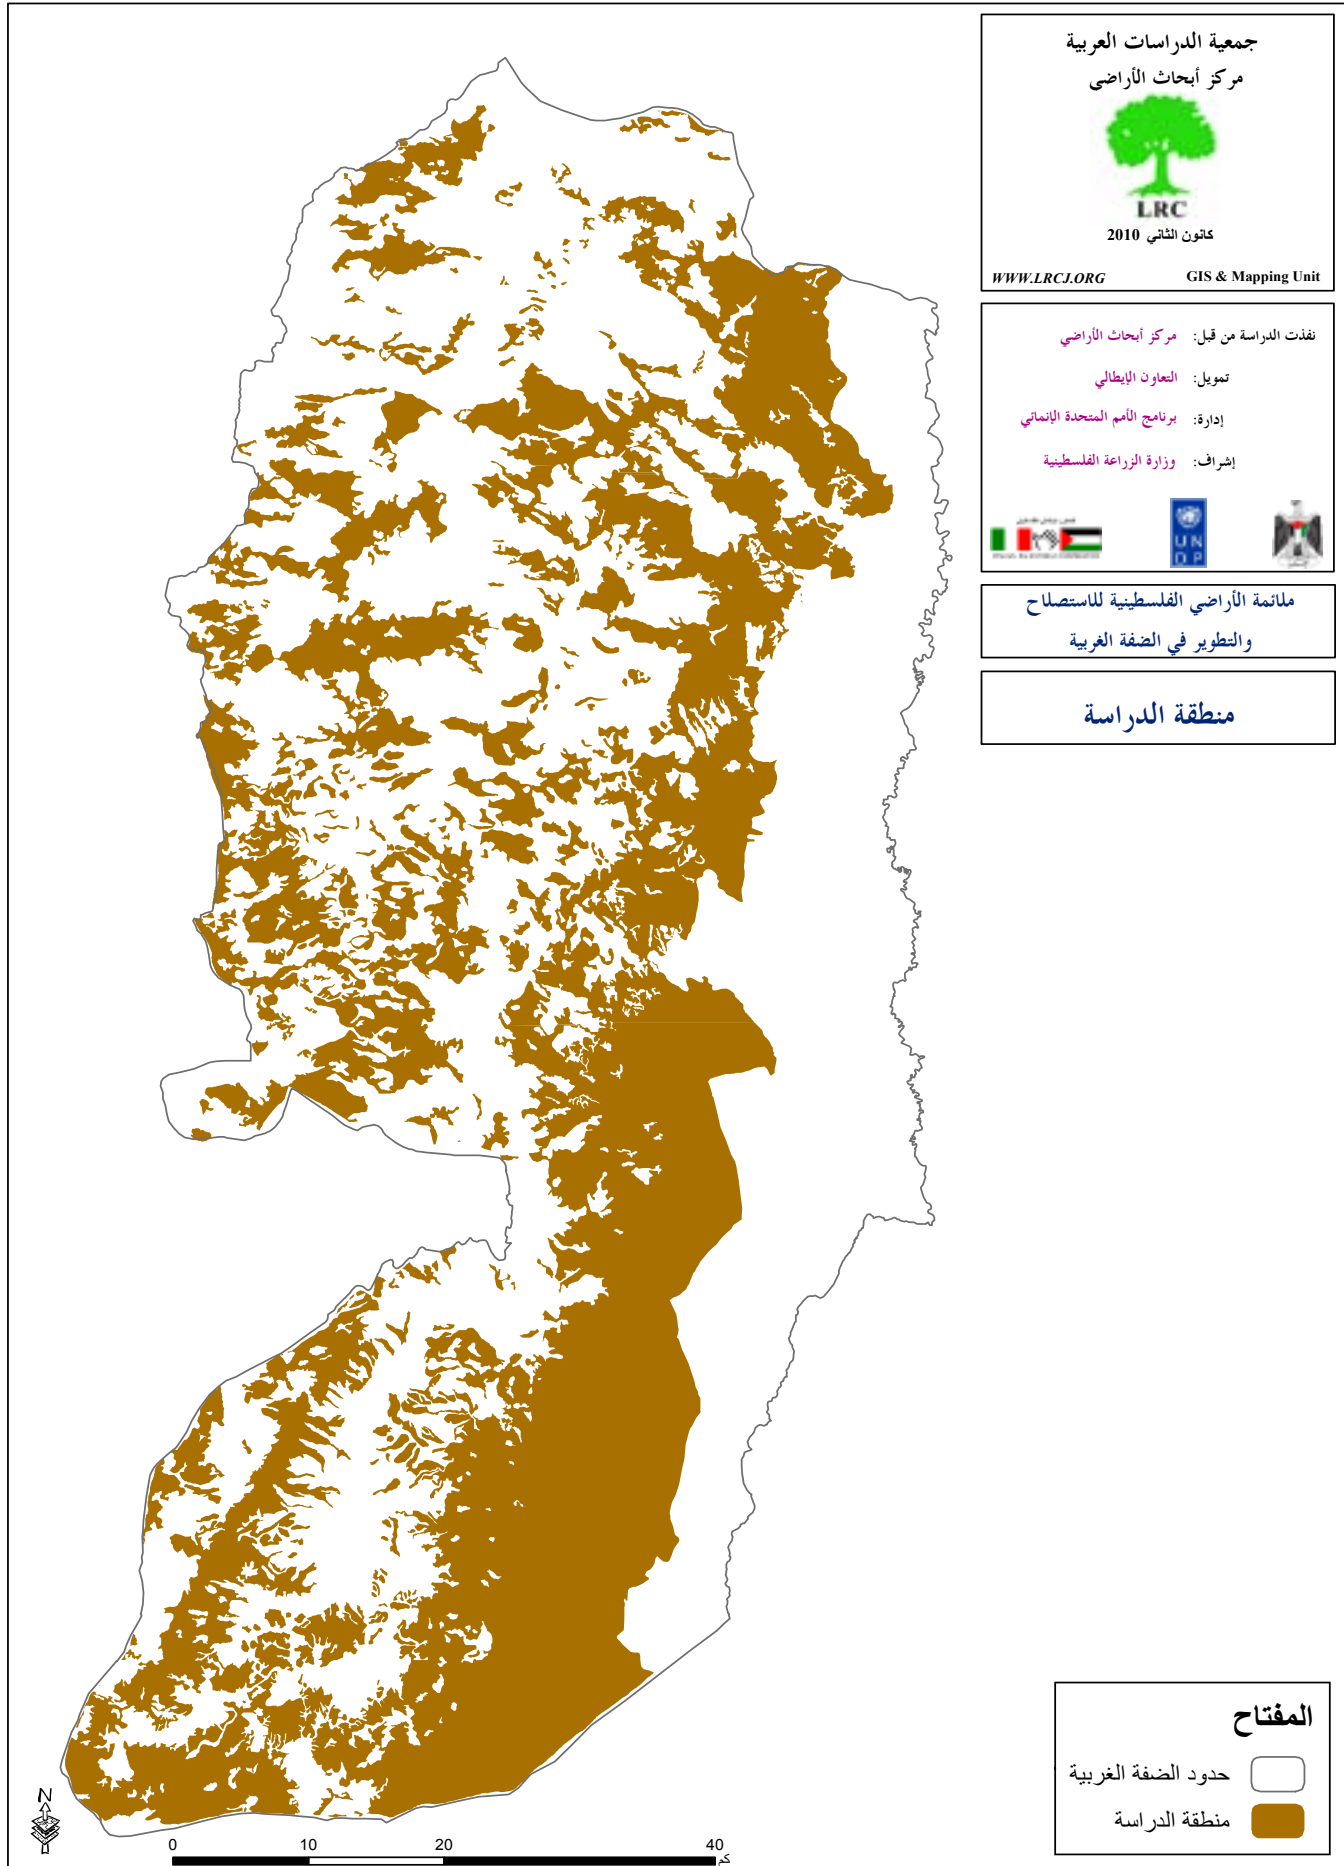 جمعية الدراسات العربية
مركز أبحاث الأراضى
LRC
كانون الثاني 2010
WWW.LRCJ.ORG GIS & Mapping Unit
نفذت الدراسة من قبل: مركز أبحاث الأراضي
تمويل: التعاون الإيطالي
إدارة: برنامج الأمم المتحدة الإنمائي
إشراف: وزارة الزراعة الفلسطينية
U N
D P
ملائمة الأراضي الفلسطينية للاستصلاح
والتطوير في الضفة الغربية
منطقة الدراسة
المفتاح
حدود الضفة الغربية
منطقة الدراسة
N
0 10 20 40
كم